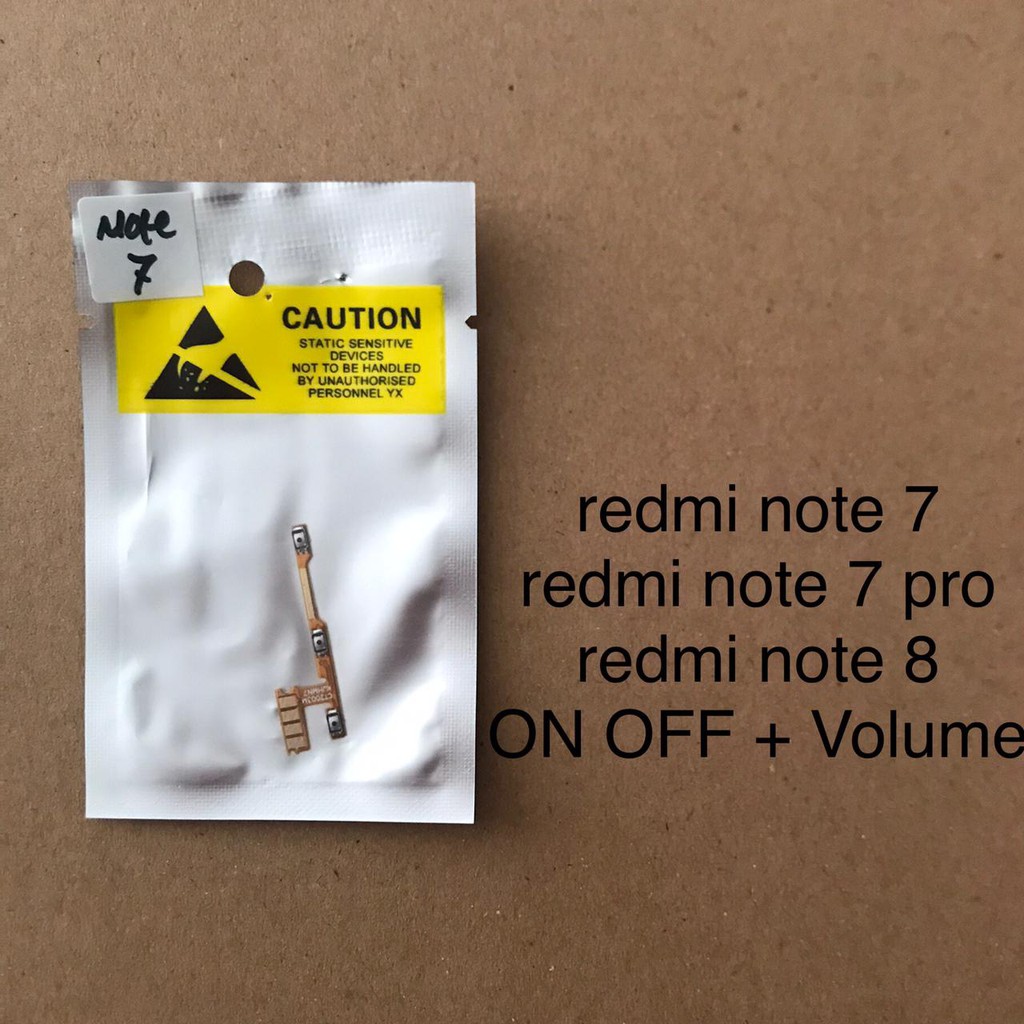 Note
7
CAUTION
STATIC SENSITIVE
DEVICES
NOT TO BE HANDLED
BY UNAUTHORISED
PERSONNEL YX
redmi note 7
redmi note 7 pro
redmi note 8
ON OFF + Volume